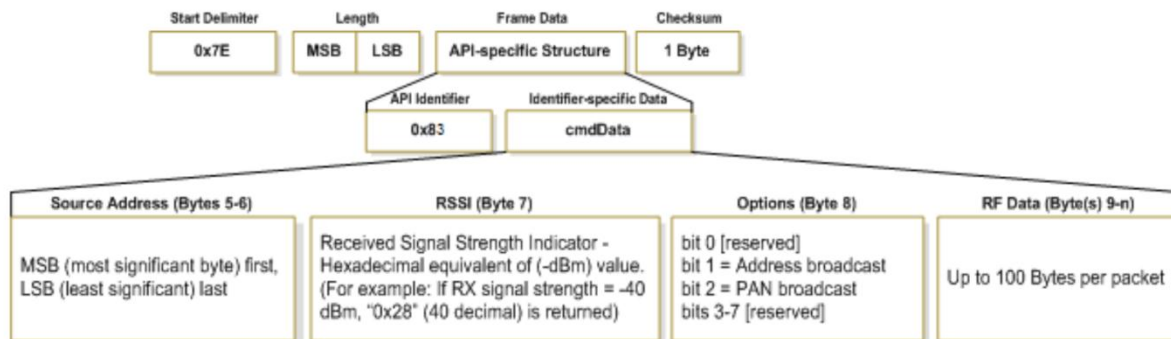 Start Delimiter Length Frame Data Checksum
0x7E MSB LSB API-specific Structure 1 Byte
API Identifier Identifier-specific Data
0x83 cmdData
Source Address (Bytes 5-6)
MSB (most significant byte) first,
LSB (least significant) last
RSSI (Byte 7)
Received Signal Strength Indicator -
Hexadecimal equivalent of (-dBm) value.
(For example: If RX signal strength = -40
dBm, “0x28” (40 decimal) is returned)
Options (Byte 8)
bit 0 [reserved]
bit 1 = Address broadcast
bit 2 = PAN broadcast
bits 3-7 [reserved]
RF Data (Byte(s) 9-n)
Up to 100 Bytes per packet